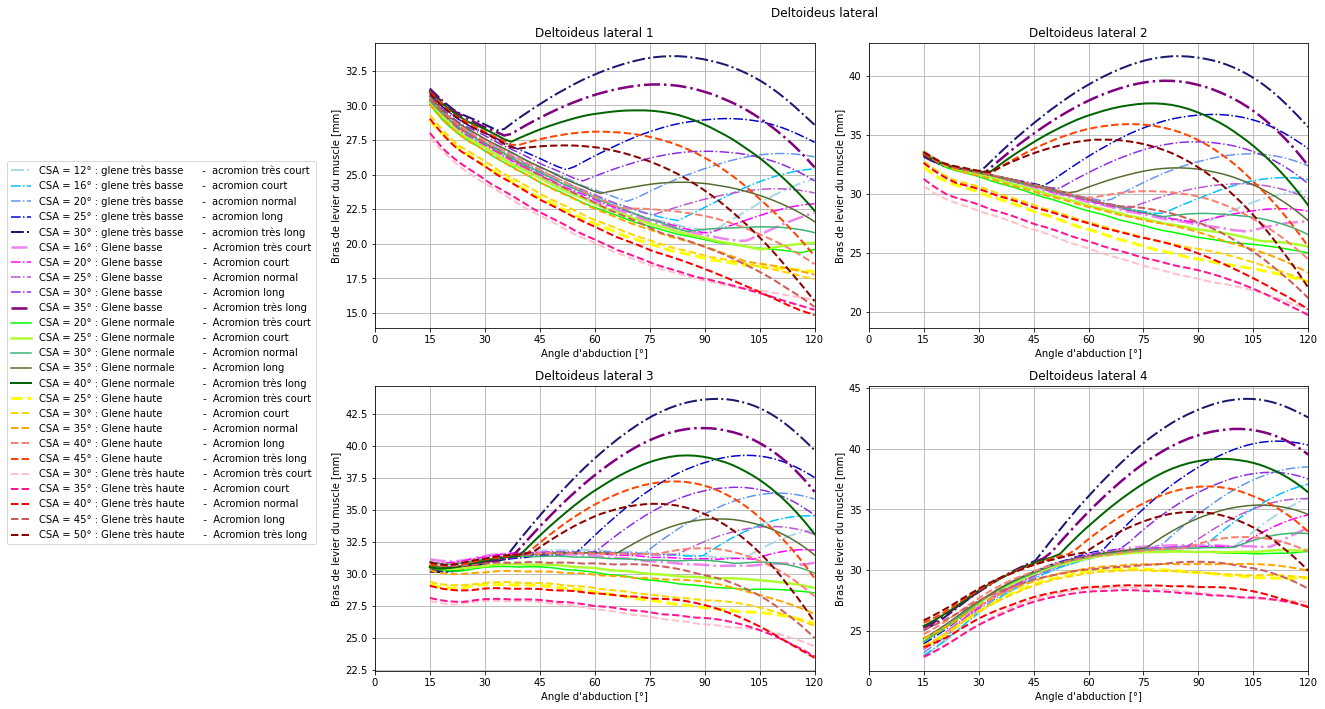 Deltoideus lateral
CSA = 12° : glene très basse - acromion très court
CSA = 16° : glene très basse - acromion court
CSA = 20° : glene très basse - acromion normal
CSA = 25° : glene très basse - acromion long
CSA = 30° : glene très basse - acromion très long
CSA = 16° : Glene basse - Acromion très court
CSA = 20° : Glene basse - Acromion court
CSA = 25° : Glene basse - Acromion normal
CSA = 30° : Glene basse - Acromion long
CSA = 35° : Glene basse - Acromion très long
CSA = 20° : Glene normale - Acromion très court
CSA = 25° : Glene normale - Acromion court
CSA = 30° : Glene normale - Acromion normal
CSA = 35° : Glene normale - Acromion long
CSA = 40° : Glene normale - Acromion très long
CSA = 25° : Glene haute - Acromion très court
CSA = 30° : Glene haute - Acromion court
CSA = 35° : Glene haute - Acromion normal
CSA = 40° : Glene haute - Acromion long
CSA = 45° : Glene haute - Acromion très long
CSA = 30° : Glene très haute - Acromion très court
CSA = 35° : Glene très haute - Acromion court
CSA = 40° : Glene très haute - Acromion normal
CSA = 45° : Glene très haute - Acromion long
CSA = 50° : Glene très haute - Acromion très long
Deltoideus lateral 1
Bras de levier du muscle [mm]
32.5
30.0
27.5
25.0
22.5
20.0
17.5
15.0
0 15 30 45 60 75 90 105 120
Angle d'abduction [°]
Deltoideus lateral 2
Bras de levier du muscle [mm]
40
35
30
25
20
0 15 30 45 60 75 90 105 120
Angle d'abduction [°]
Deltoideus lateral 3
Bras de levier du muscle [mm]
42.5
40.0
37.5
35.0
32.5
30.0
27.5
25.0
22.5
0 15 30 45 60 75 90 105 120
Angle d'abduction [°]
Deltoideus lateral 4
Bras de levier du muscle [mm]
45
40
35
30
25
0 15 30 45 60 75 90 105 120
Angle d'abduction [°]